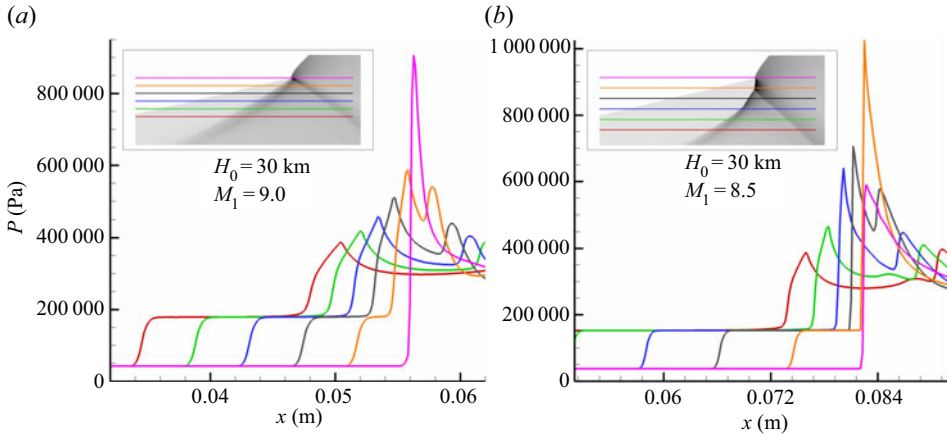 (a)
P (Pa)
800 000
600 000
400 000
200 000
0
H₀ = 30 km
M₁ = 9.0
0.04
0.05
0.06
x (m)
(b)
1 000 000
800 000
600 000
400 000
200 000
0
H₀ = 30 km
M₁ = 8.5
0.06
0.072
0.084
x (m)